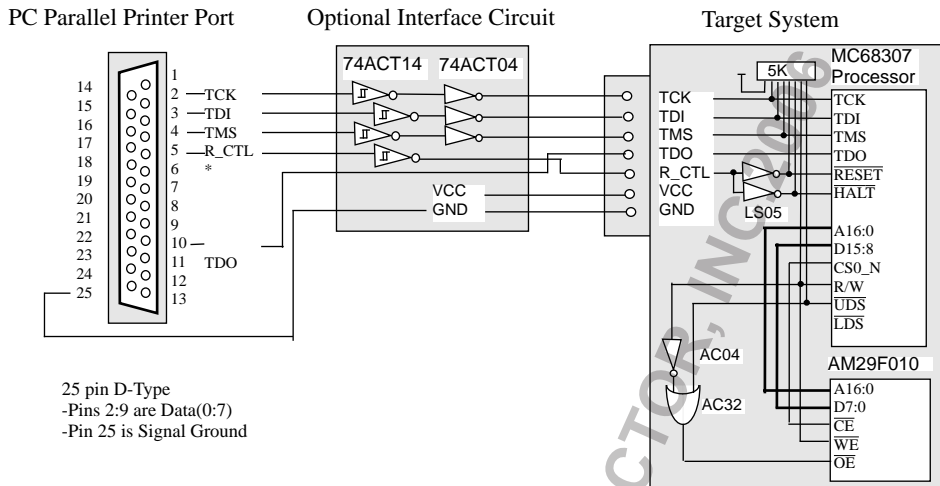 PC Parallel Printer Port
Optional Interface Circuit
Target System
14
15
16
17
18
19
20
21
22
23
24
25
1
2
3
4
5
6
7
8
9
10
11
12
13
TCK
TDI
TMS
R_CTL
*
TDO
74ACT14
74ACT04
VCC
GND
TCK
TDI
TMS
TDO
R_CTL
VCC
GND
5K
LS05
MC68307
Processor
TCK
TDI
TMS
TDO
RESET
HALT
A16:0
D15:8
CS0_N
R/W
UDS
LDS
AC04
AC32
AM29F010
A16:0
D7:0
CE
WE
OE
25 pin D-Type
-Pins 2:9 are Data(0:7)
-Pin 25 is Signal Ground
CTOR, INC.2006